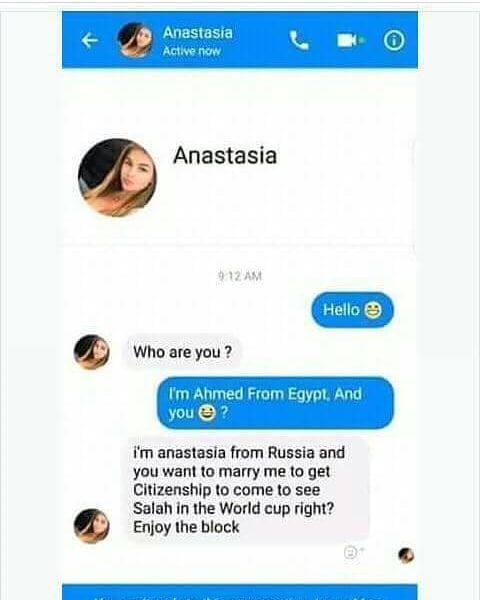 Anastasia
Active now
Anastasia
9:12 AM
Hello 😄
Who are you ?
I'm Ahmed From Egypt, And
you 😄 ?
i'm anastasia from Russia and
you want to marry me to get
Citizenship to come to see
Salah in the World cup right?
Enjoy the block